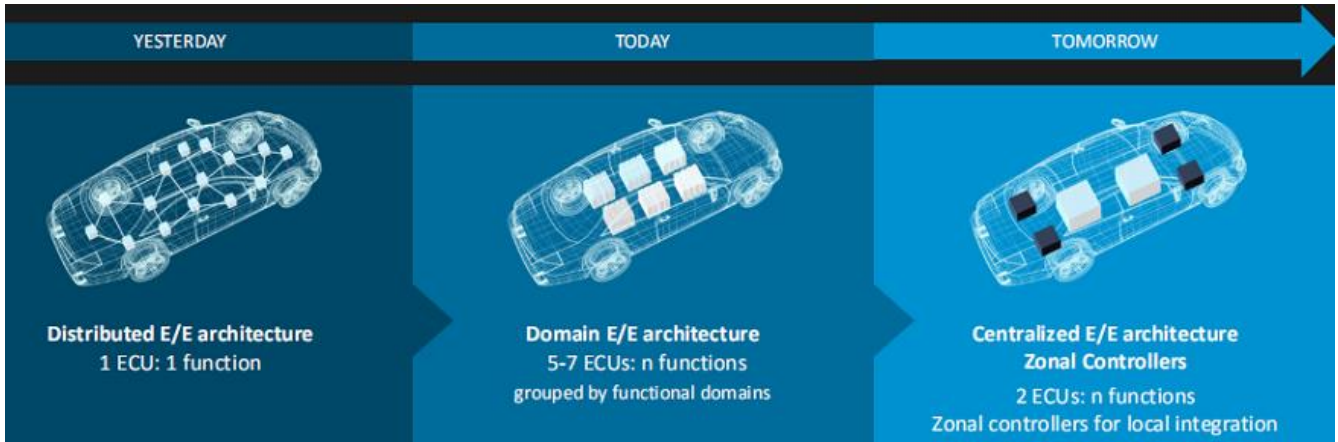 YESTERDAY
TODAY
TOMORROW
Distributed E/E architecture
1 ECU: 1 function
Domain E/E architecture
5-7 ECUs: n functions
grouped by functional domains
Centralized E/E architecture
Zonal Controllers
2 ECUs: n functions
Zonal controllers for local integration